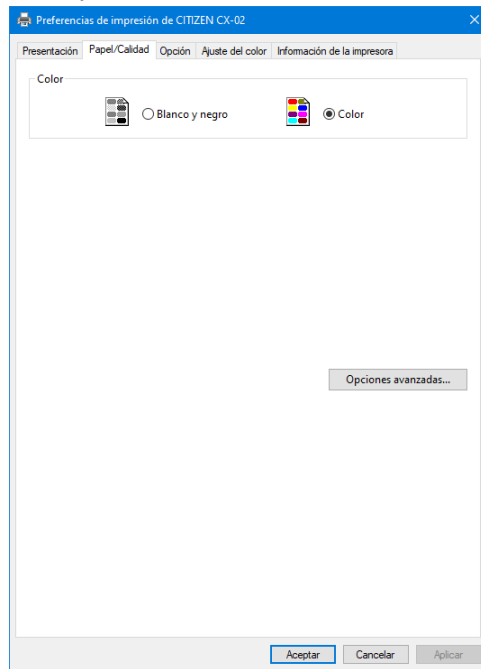 Preferencias de impresión de CITIZEN CX-02
Presentación Papel/Calidad Opción Ajuste del color Información de la impresora
Color
Blanco y negro Color
Opciones avanzadas...
Aceptar Cancelar Aplicar